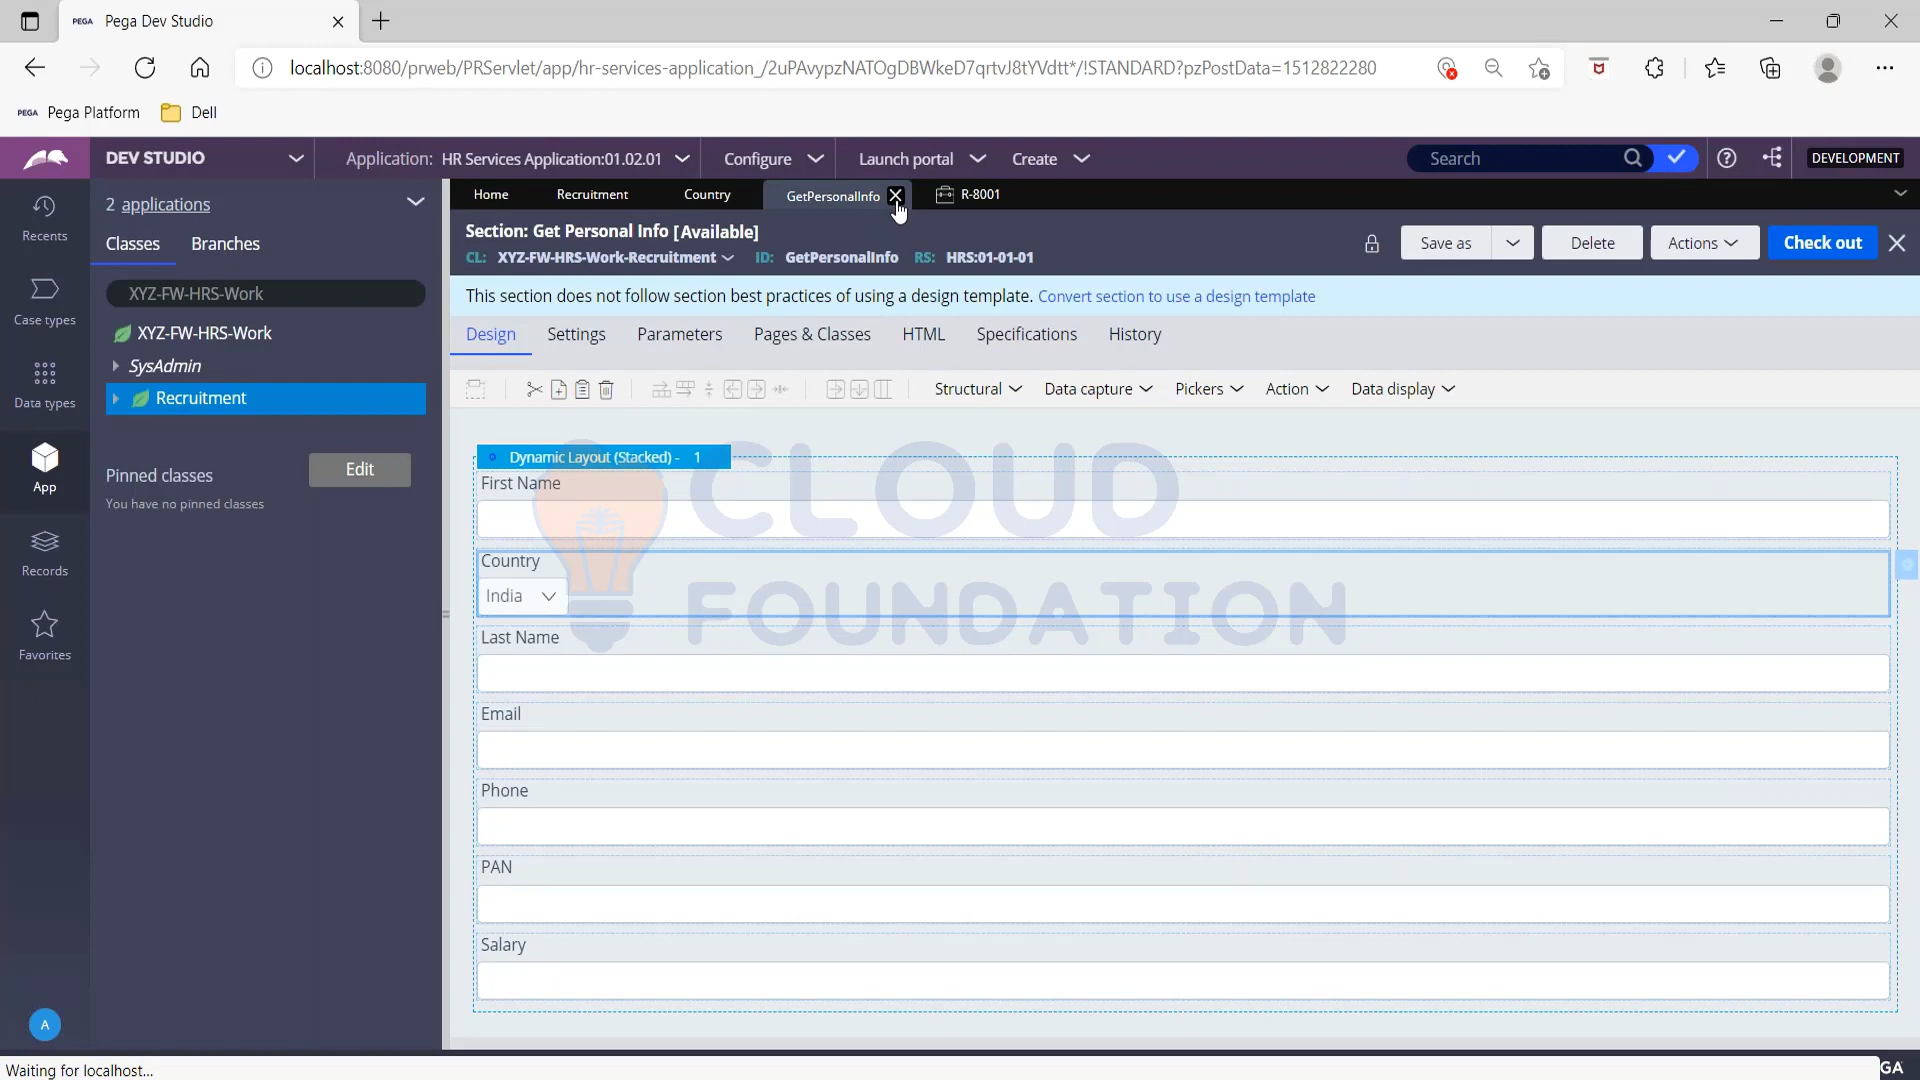 PEGA Pega Dev Studio
localhost:8080/prweb/PRServlet/app/hr-services-application_/2uPAvypzNATOgDBWkeD7qrtvJ8tYVdtt*/!STANDARD?pzPostData=1512822280
PEGA Pega Platform Dell
DEV STUDIO Application: HR Services Application:01.02.01 Configure Launch portal Create Search DEVELOPMENT
Home Recruitment Country GetPersonalInfo R-8001
Recents
2 applications
Classes Branches
Section: Get Personal Info [Available]
CL: XYZ-FW-HRS-Work-Recruitment ID: GetPersonalInfo RS: HRS:01-01-01
Save as Delete Actions Check out
This section does not follow section best practices of using a design template. Convert section to use a design template
XYZ-FW-HRS-Work
Case types
XYZ-FW-HRS-Work
SysAdmin
Recruitment
Data types
Design Settings Parameters Pages & Classes HTML Specifications History
Structural Data capture Pickers Action Data display
App
Pinned classes Edit
You have no pinned classes
Records
Favorites
A
Dynamic Layout (Stacked) - 1
First Name
Country
India
Last Name
Email
Phone
PAN
Salary
CLOUD
FOUNDATION
Waiting for localhost...
GA